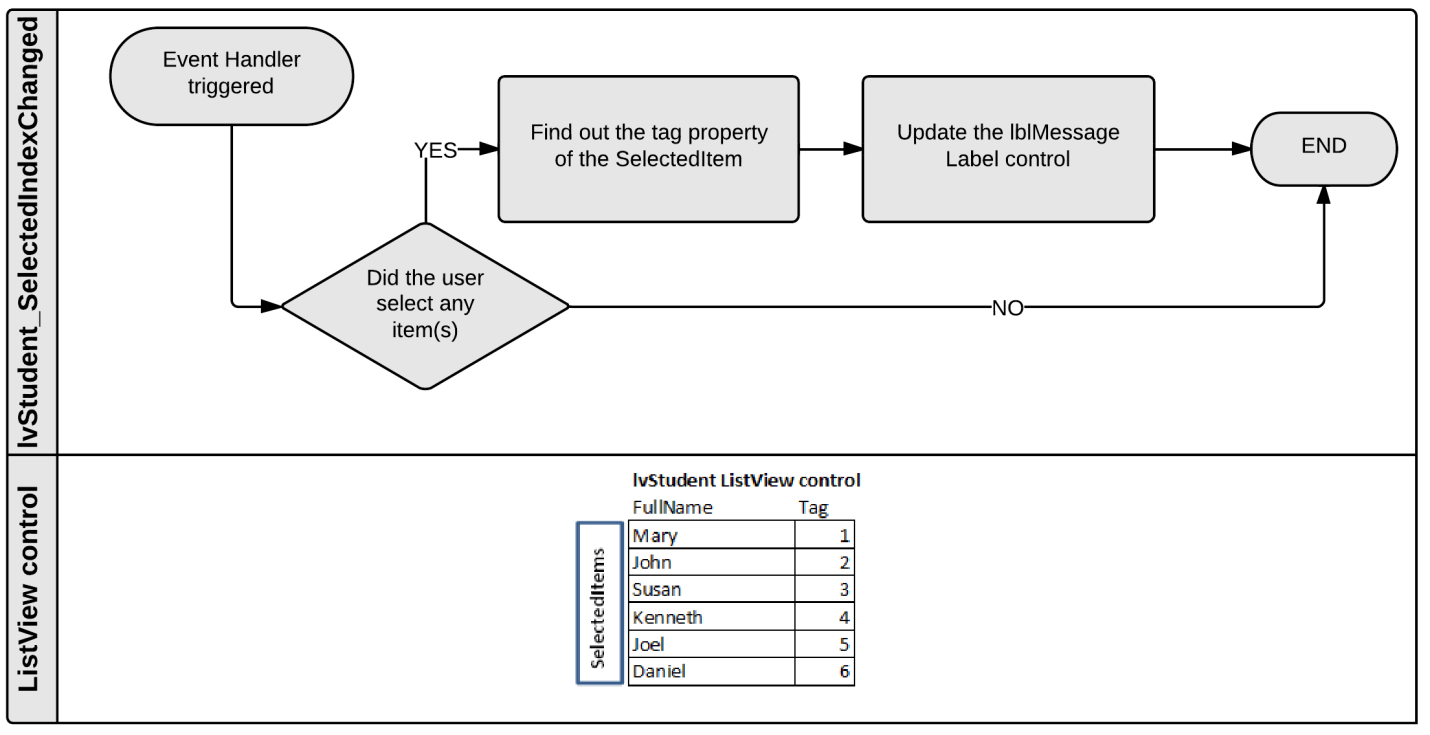 lvStudent_SelectedIndexChanged
Event Handler
triggered
YES
Find out the tag property
of the SelectedItem
Update the lblMessage
Label control
END
Did the user
select any
item(s)
NO
ListView control
lvStudent ListView control
FullName Tag
SelectedItems
Mary 1
John 2
Susan 3
Kenneth 4
Joel 5
Daniel 6